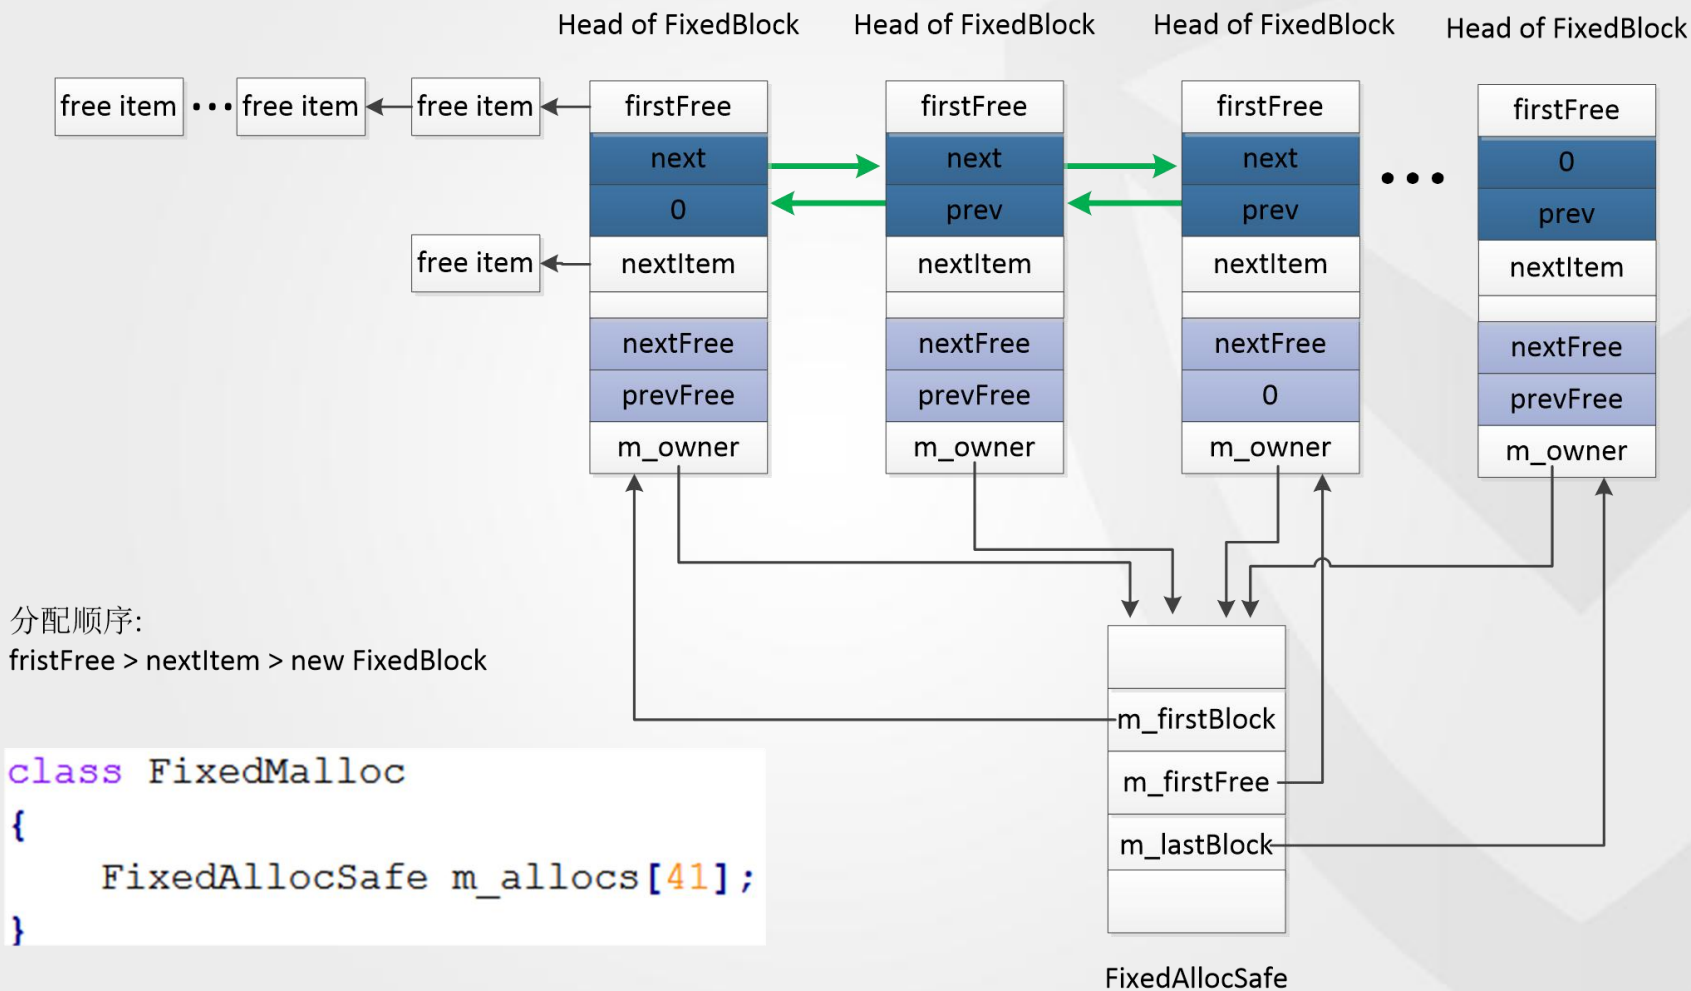 Head of FixedBlock
Head of FixedBlock
Head of FixedBlock
Head of FixedBlock
free item
•••
free item
free item
firstFree
next
0
free item
nextItem
nextFree
prevFree
m_owner
firstFree
next
prev
nextItem
nextFree
prevFree
m_owner
firstFree
next
prev
nextItem
nextFree
0
m_owner
•••
firstFree
0
prev
nextItem
nextFree
prevFree
m_owner
分配顺序:
fristFree > nextItem > new FixedBlock
class FixedMalloc
{
FixedAllocSafe m_allocs[41];
}
m_firstBlock
m_firstFree
m_lastBlock
FixedAllocSafe